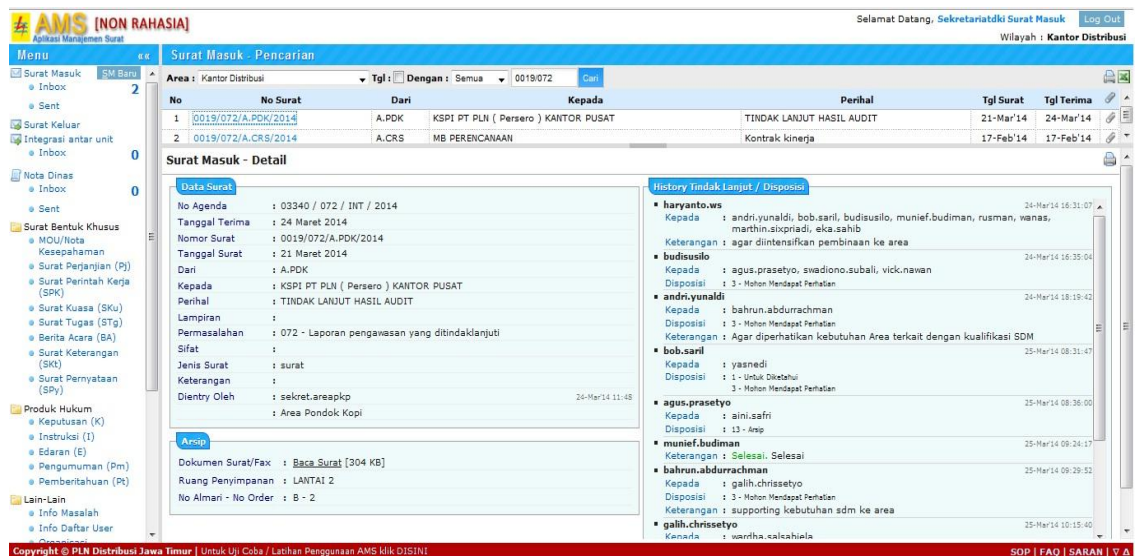 AMS [NON RAHASIA]
Aplikasi Manajemen Surat
Selamat Datang, Sekretariatdki Surat Masuk Log Out
Wilayah : Kantor Distribusi
Menu ««
Surat Masuk SM Baru
Inbox 2
Sent
Surat Keluar
Integrasi antar unit
Inbox 0
Nota Dinas
Inbox 0
Sent
Surat Bentuk Khusus
MOU/Nota
Kesepahaman
Surat Perjanjian (Pj)
Surat Perintah Kerja
(SPK)
Surat Kuasa (SKu)
Surat Tugas (STg)
Berita Acara (BA)
Surat Keterangan
(SKt)
Surat Pernyataan
(SPy)
Produk Hukum
Keputusan (K)
Instruksi (I)
Edaran (E)
Pengumuman (Pm)
Pemberitahuan (Pt)
Lain-Lain
Info Masalah
Info Daftar User
Organisasi
Surat Masuk - Pencarian
Area : Kantor Distribusi Tgl : Dengan : Semua 0019/072 Cari
No No Surat Dari Kepada Perihal Tgl Surat Tgl Terima
1 0019/072/A.PDK/2014 A.PDK KSPI PT PLN ( Persero ) KANTOR PUSAT TINDAK LANJUT HASIL AUDIT 21-Mar'14 24-Mar'14
2 0019/072/A.CRS/2014 A.CRS MB PERENCANAAN Kontrak kinerja 17-Feb'14 17-Feb'14
Surat Masuk - Detail
Data Surat
No Agenda : 03340 / 072 / INT / 2014
Tanggal Terima : 24 Maret 2014
Nomor Surat : 0019/072/A.PDK/2014
Tanggal Surat : 21 Maret 2014
Dari : A.PDK
Kepada : KSPI PT PLN ( Persero ) KANTOR PUSAT
Perihal : TINDAK LANJUT HASIL AUDIT
Lampiran :
Permasalahan : 072 - Laporan pengawasan yang ditindaklanjuti
Sifat :
Jenis Surat : surat
Keterangan :
Dientry Oleh : sekret.areapkp 24-Mar'14 11:48
: Area Pondok Kopi
Arsip
Dokumen Surat/Fax : Baca Surat [304 KB]
Ruang Penyimpanan : LANTAI 2
No Almari - No Order : B - 2
History Tindak Lanjut / Disposisi
haryanto.ws 24-Mar'14 16:31:07
Kepada : andri.yunaldi, bob.saril, budisusilo, munief.budiman, rusman, wanas,
marthin.sixpriadi, eka.sahib
Keterangan : agar diintensifkan pembinaan ke area
budisusilo 24-Mar'14 16:35:04
Kepada : agus.prasetyo, swadiono.subali, vick.nawan
Disposisi : 3 - Mohon Mendapat Perhatian
andri.yunaldi 24-Mar'14 18:19:42
Kepada : bahrun.abdurrachman
Disposisi : 3 - Mohon Mendapat Perhatian
Keterangan : Agar diperhatikan kebutuhan Area terkait dengan kualifikasi SDM
bob.saril 25-Mar'14 08:31:47
Kepada : yasnedi
Disposisi : 1 - Untuk Diketahui
3 - Mohon Mendapat Perhatian
agus.prasetyo 25-Mar'14 08:36:00
Kepada : aini.safri
Disposisi : 13 - Arsip
munief.budiman 25-Mar'14 09:24:17
Keterangan : Selesai. Selesai
bahrun.abdurrachman 25-Mar'14 09:29:52
Kepada : galih.chrissetyo
Disposisi : 3 - Mohon Mendapat Perhatian
Keterangan : supporting kebutuhan sdm ke area
galih.chrissetyo 25-Mar'14 10:15:40
Kepada : wardha.salsabiela
Copyright © PLN Distribusi Jawa Timur | Untuk Uji Coba / Latihan Penggunaan AMS klik DISINI
SOP | FAQ | SARAN | ∇ Δ